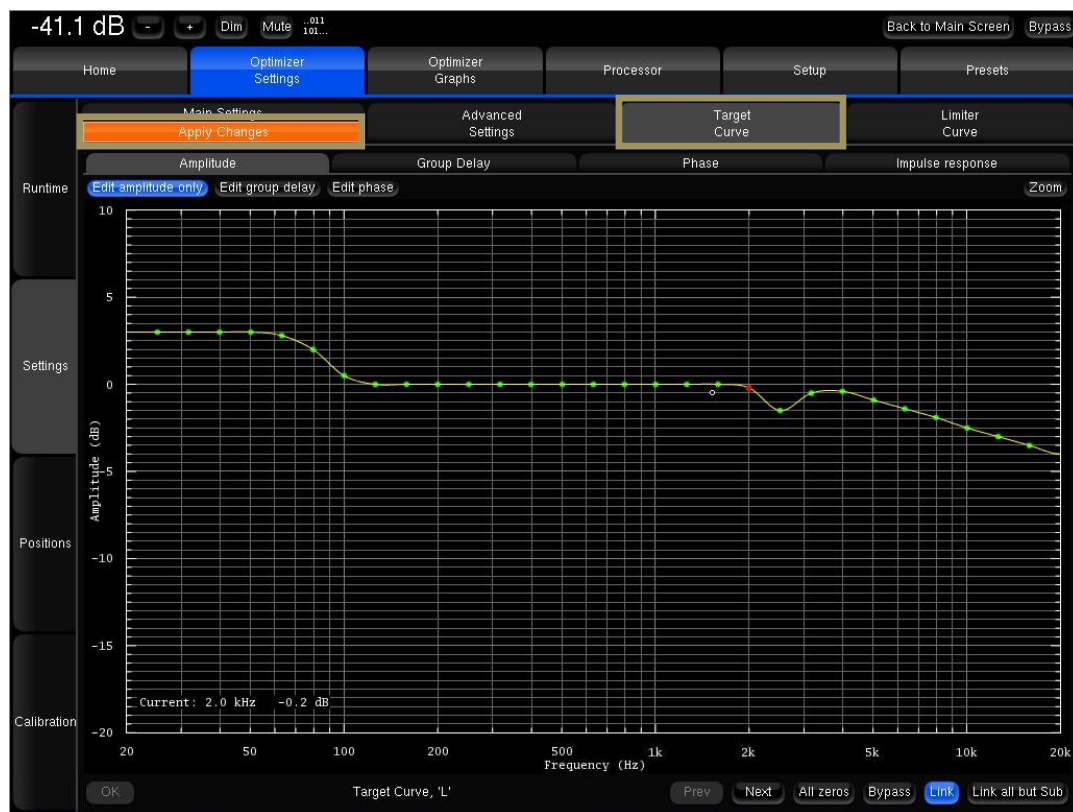 -41.1 dB - + Dim Mute ..011 101... Back to Main Screen Bypass
Home Optimizer Settings Optimizer Graphs Processor Setup Presets
Main Settings Advanced Settings Target Curve Limiter Curve
Apply Changes
Amplitude Group Delay Phase Impulse response
Runtime Edit amplitude only Edit group delay Edit phase Zoom
10
5
Settings
0
Amplitude (dB)
-5
Positions
-10
-15
Current: 2.0 kHz -0.2 dB
Calibration
-20
20 50 100 200 500 1k 2k 5k 10k 20k
Frequency (Hz)
OK Target Curve, 'L' Prev Next All zeros Bypass Link Link all but Sub